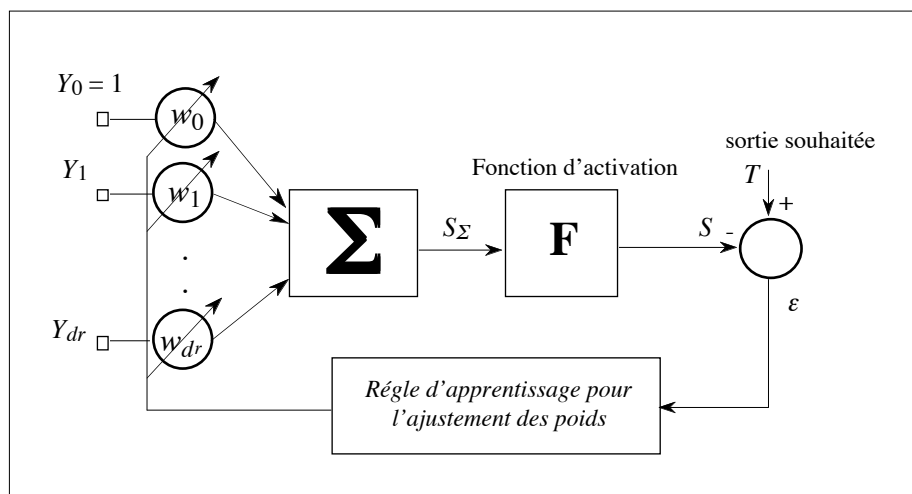 Y0 = 1
w0
sortie souhaitée
Y1
w1
Fonction d'activation
T
+
Σ
SΣ
F
S
-
.
.
ε
Ydr
wdr
Régle d'apprentissage pour
l'ajustement des poids